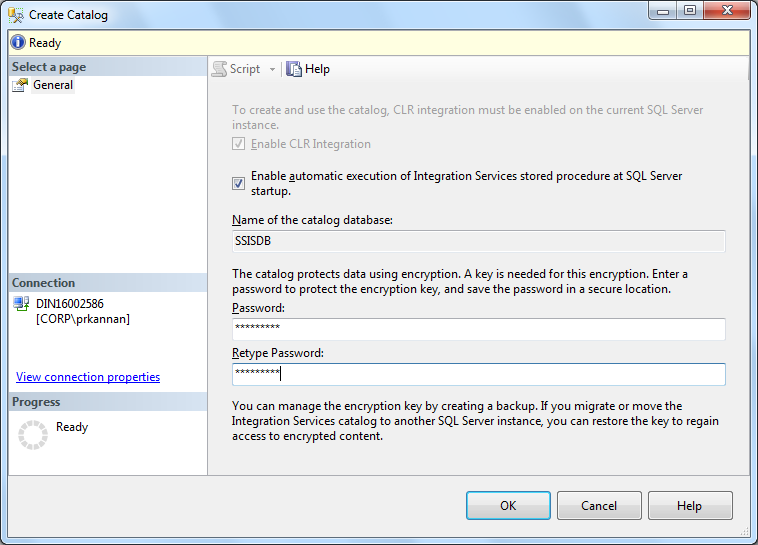 Create Catalog
Ready
Select a page
General
Script
Help
To create and use the catalog, CLR integration must be enabled on the current SQL Server
instance.
Enable CLR Integration
Enable automatic execution of Integration Services stored procedure at SQL Server
startup.
Name of the catalog database:
SSISDB
The catalog protects data using encryption. A key is needed for this encryption. Enter a
password to protect the encryption key, and save the password in a secure location.
Password:
*********
Retype Password:
*********
You can manage the encryption key by creating a backup. If you migrate or move the
Integration Services catalog to another SQL Server instance, you can restore the key to regain
access to encrypted content.
Connection
DIN16002586
[CORP\prkannan]
View connection properties
Progress
Ready
OK
Cancel
Help